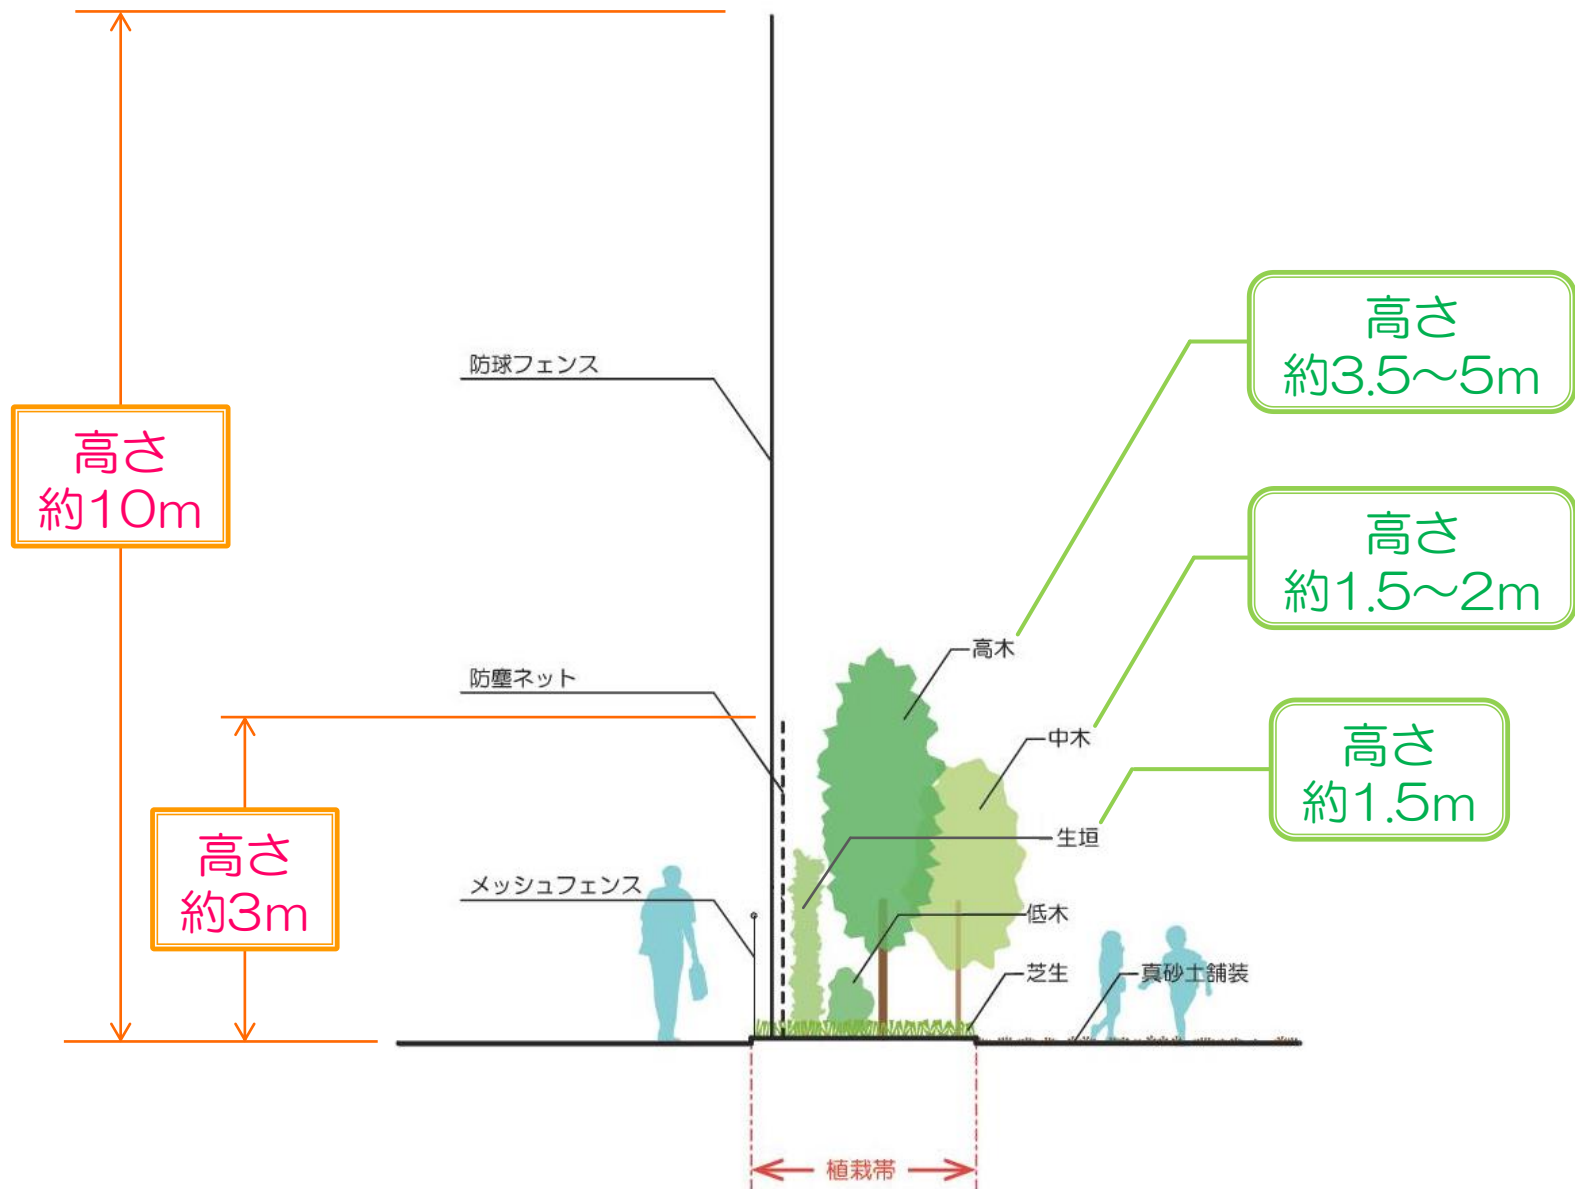 防球フェンス
高さ
約3.5～5m
高さ
約10m
高さ
約1.5～2m
高木
防塵ネット
中木
高さ
約1.5m
生垣
高さ
約3m
メッシュフェンス
低木
芝生
真砂土舗装
植栽帯